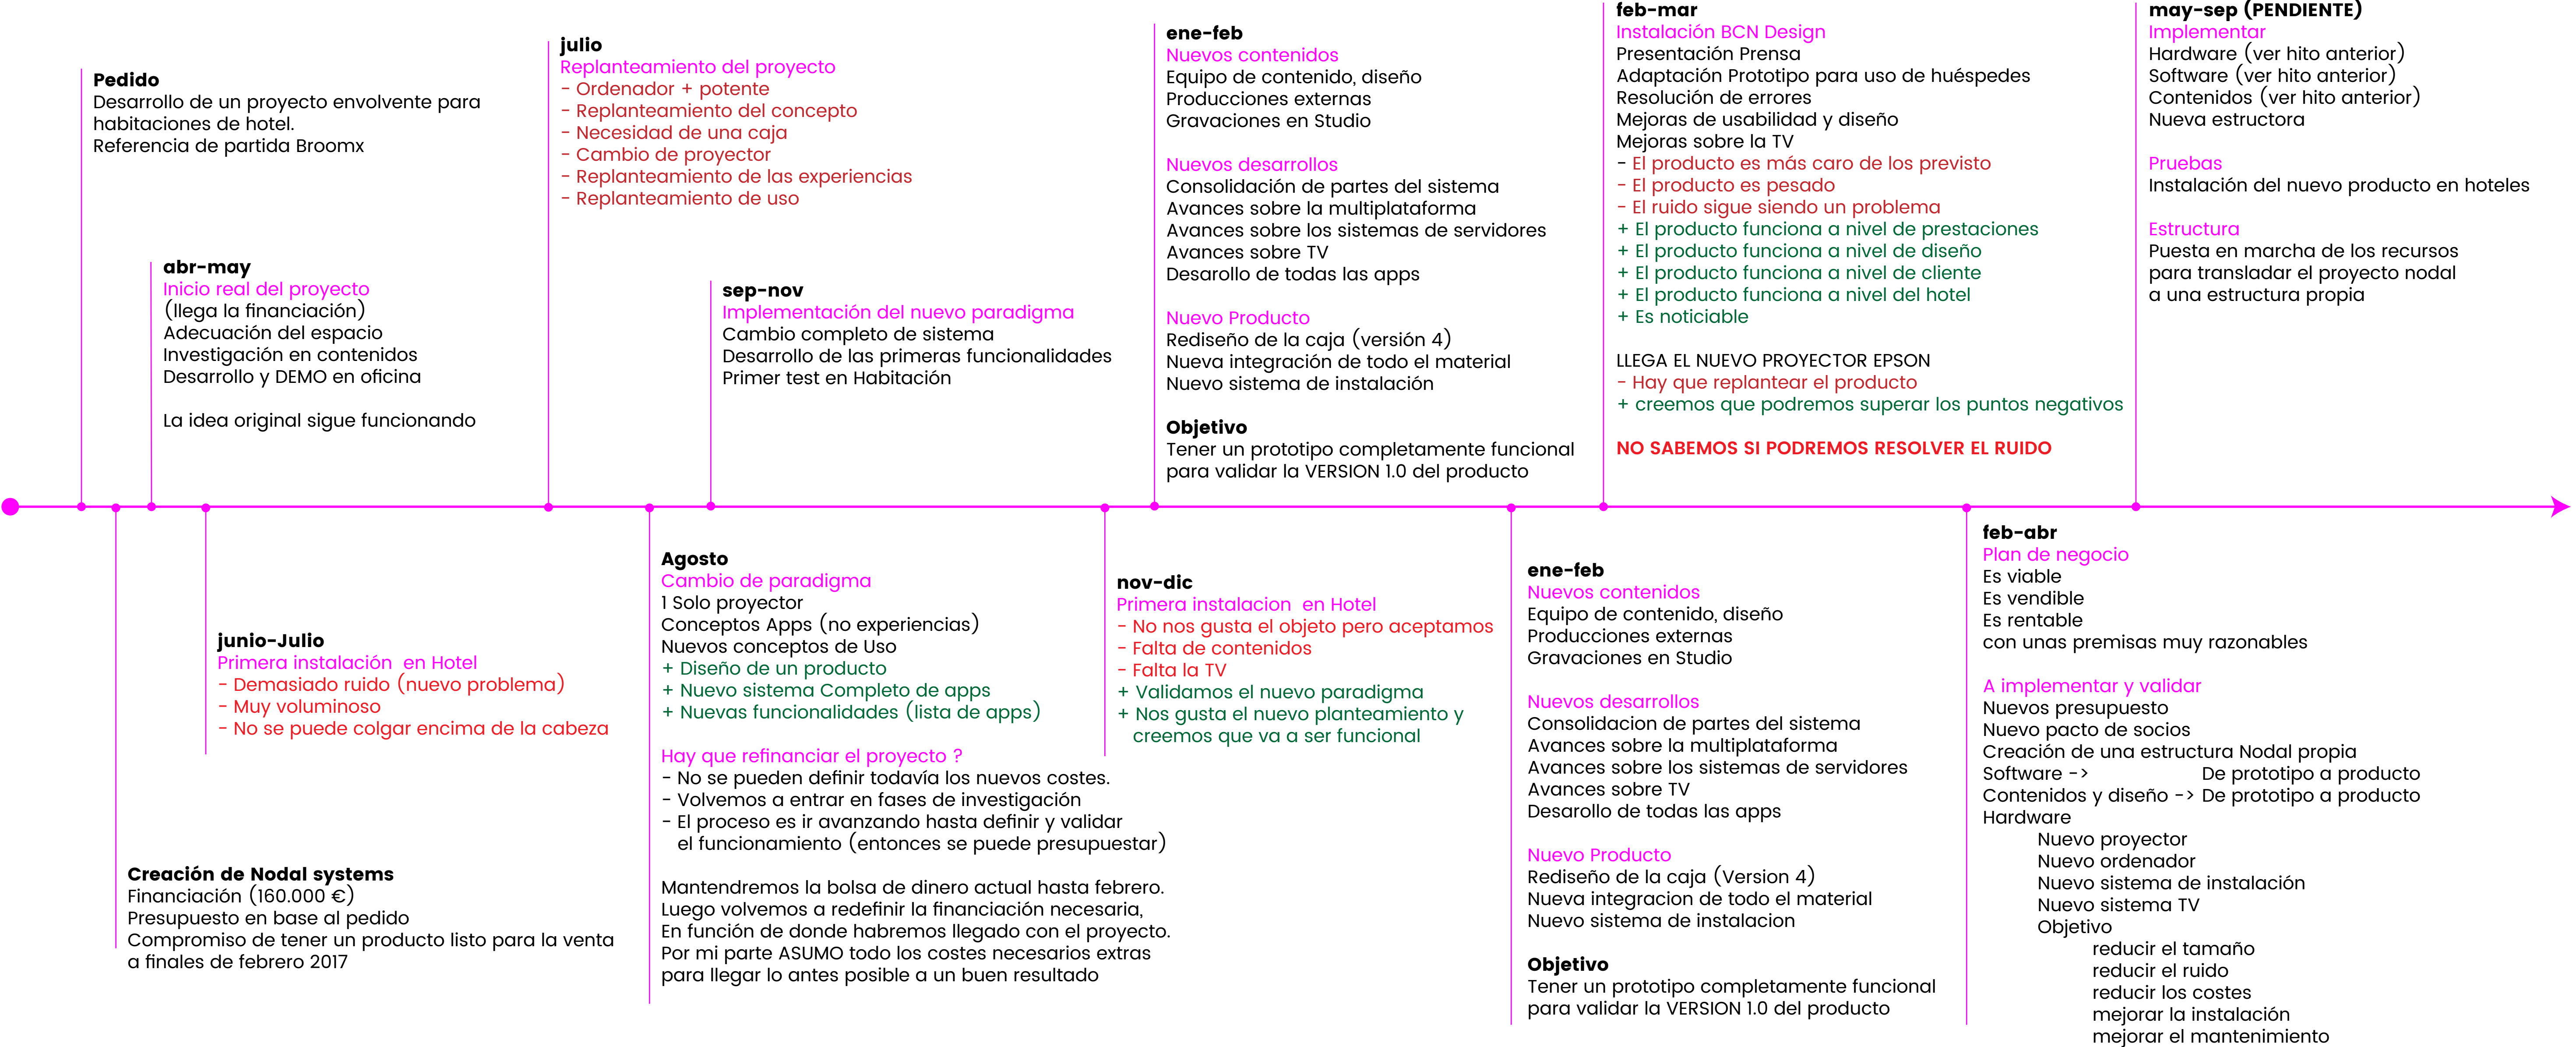 Pedido
Desarrollo de un proyecto envolvente para
habitaciones de hotel.
Referencia de partida Broomx
abr-may
Inicio real del proyecto
(llega la financiación)
Adecuación del espacio
Investigación en contenidos
Desarrollo y DEMO en oficina
La idea original sigue funcionando
julio
Replanteamiento del proyecto
- Ordenador + potente
- Replanteamiento del concepto
- Necesidad de una caja
- Cambio de proyector
- Replanteamiento de las experiencias
- Replanteamiento de uso
sep-nov
Implementación del nuevo paradigma
Cambio completo de sistema
Desarrollo de las primeras funcionalidades
Primer test en Habitación
ene-feb
Nuevos contenidos
Equipo de contenido, diseño
Producciones externas
Gravaciones en Studio
Nuevos desarrollos
Consolidación de partes del sistema
Avances sobre la multiplataforma
Avances sobre los sistemas de servidores
Avances sobre TV
Desarollo de todas las apps
Nuevo Producto
Rediseño de la caja (versión 4)
Nueva integración de todo el material
Nuevo sistema de instalación
Objetivo
Tener un prototipo completamente funcional
para validar la VERSION 1.0 del producto
feb-mar
Instalación BCN Design
Presentación Prensa
Adaptación Prototipo para uso de huéspedes
Resolución de errores
Mejoras de usabilidad y diseño
Mejoras sobre la TV
- El producto es más caro de los previsto
- El producto es pesado
- El ruido sigue siendo un problema
+ El producto funciona a nivel de prestaciones
+ El producto funciona a nivel de diseño
+ El producto funciona a nivel de cliente
+ El producto funciona a nivel del hotel
+ Es noticiable
LLEGA EL NUEVO PROYECTOR EPSON
- Hay que replantear el producto
+ creemos que podremos superar los puntos negativos
NO SABEMOS SI PODREMOS RESOLVER EL RUIDO
may-sep (PENDIENTE)
Implementar
Hardware (ver hito anterior)
Software (ver hito anterior)
Contenidos (ver hito anterior)
Nueva estructora
Pruebas
Instalación del nuevo producto en hoteles
Estructura
Puesta en marcha de los recursos
para transladar el proyecto nodal
a una estructura propia
Creación de Nodal systems
Financiación (160.000 €)
Presupuesto en base al pedido
Compromiso de tener un producto listo para la venta
a finales de febrero 2017
junio-Julio
Primera instalación  en Hotel
- Demasiado ruido (nuevo problema)
- Muy voluminoso
- No se puede colgar encima de la cabeza
Agosto
Cambio de paradigma
1 Solo proyector
Conceptos Apps (no experiencias)
Nuevos conceptos de Uso
+ Diseño de un producto
+ Nuevo sistema Completo de apps
+ Nuevas funcionalidades (lista de apps)
Hay que refinanciar el proyecto ?
- No se pueden definir todavía los nuevos costes.
- Volvemos a entrar en fases de investigación
- El proceso es ir avanzando hasta definir y validar
el funcionamiento (entonces se puede presupuestar)
Mantendremos la bolsa de dinero actual hasta febrero.
Luego volvemos a redefinir la financiación necesaria,
En función de donde habremos llegado con el proyecto.
Por mi parte ASUMO todo los costes necesarios extras
para llegar lo antes posible a un buen resultado
nov-dic
Primera instalacion  en Hotel
- No nos gusta el objeto pero aceptamos
- Falta de contenidos
- Falta la TV
+ Validamos el nuevo paradigma
+ Nos gusta el nuevo planteamiento y
creemos que va a ser funcional
ene-feb
Nuevos contenidos
Equipo de contenido, diseño
Producciones externas
Gravaciones en Studio
Nuevos desarrollos
Consolidacion de partes del sistema
Avances sobre la multiplataforma
Avances sobre los sistemas de servidores
Avances sobre TV
Desarollo de todas las apps
Nuevo Producto
Rediseño de la caja (Version 4)
Nueva integracion de todo el material
Nuevo sistema de instalacion
Objetivo
Tener un prototipo completamente funcional
para validar la VERSION 1.0 del producto
feb-abr
Plan de negocio
Es viable
Es vendible
Es rentable
con unas premisas muy razonables
A implementar y validar
Nuevos presupuesto
Nuevo pacto de socios
Creación de una estructura Nodal propia
Software -> De prototipo a producto
Contenidos y diseño -> De prototipo a producto
Hardware
Nuevo proyector
Nuevo ordenador
Nuevo sistema de instalación
Nuevo sistema TV
Objetivo
reducir el tamaño
reducir el ruido
reducir los costes
mejorar la instalación
mejorar el mantenimiento